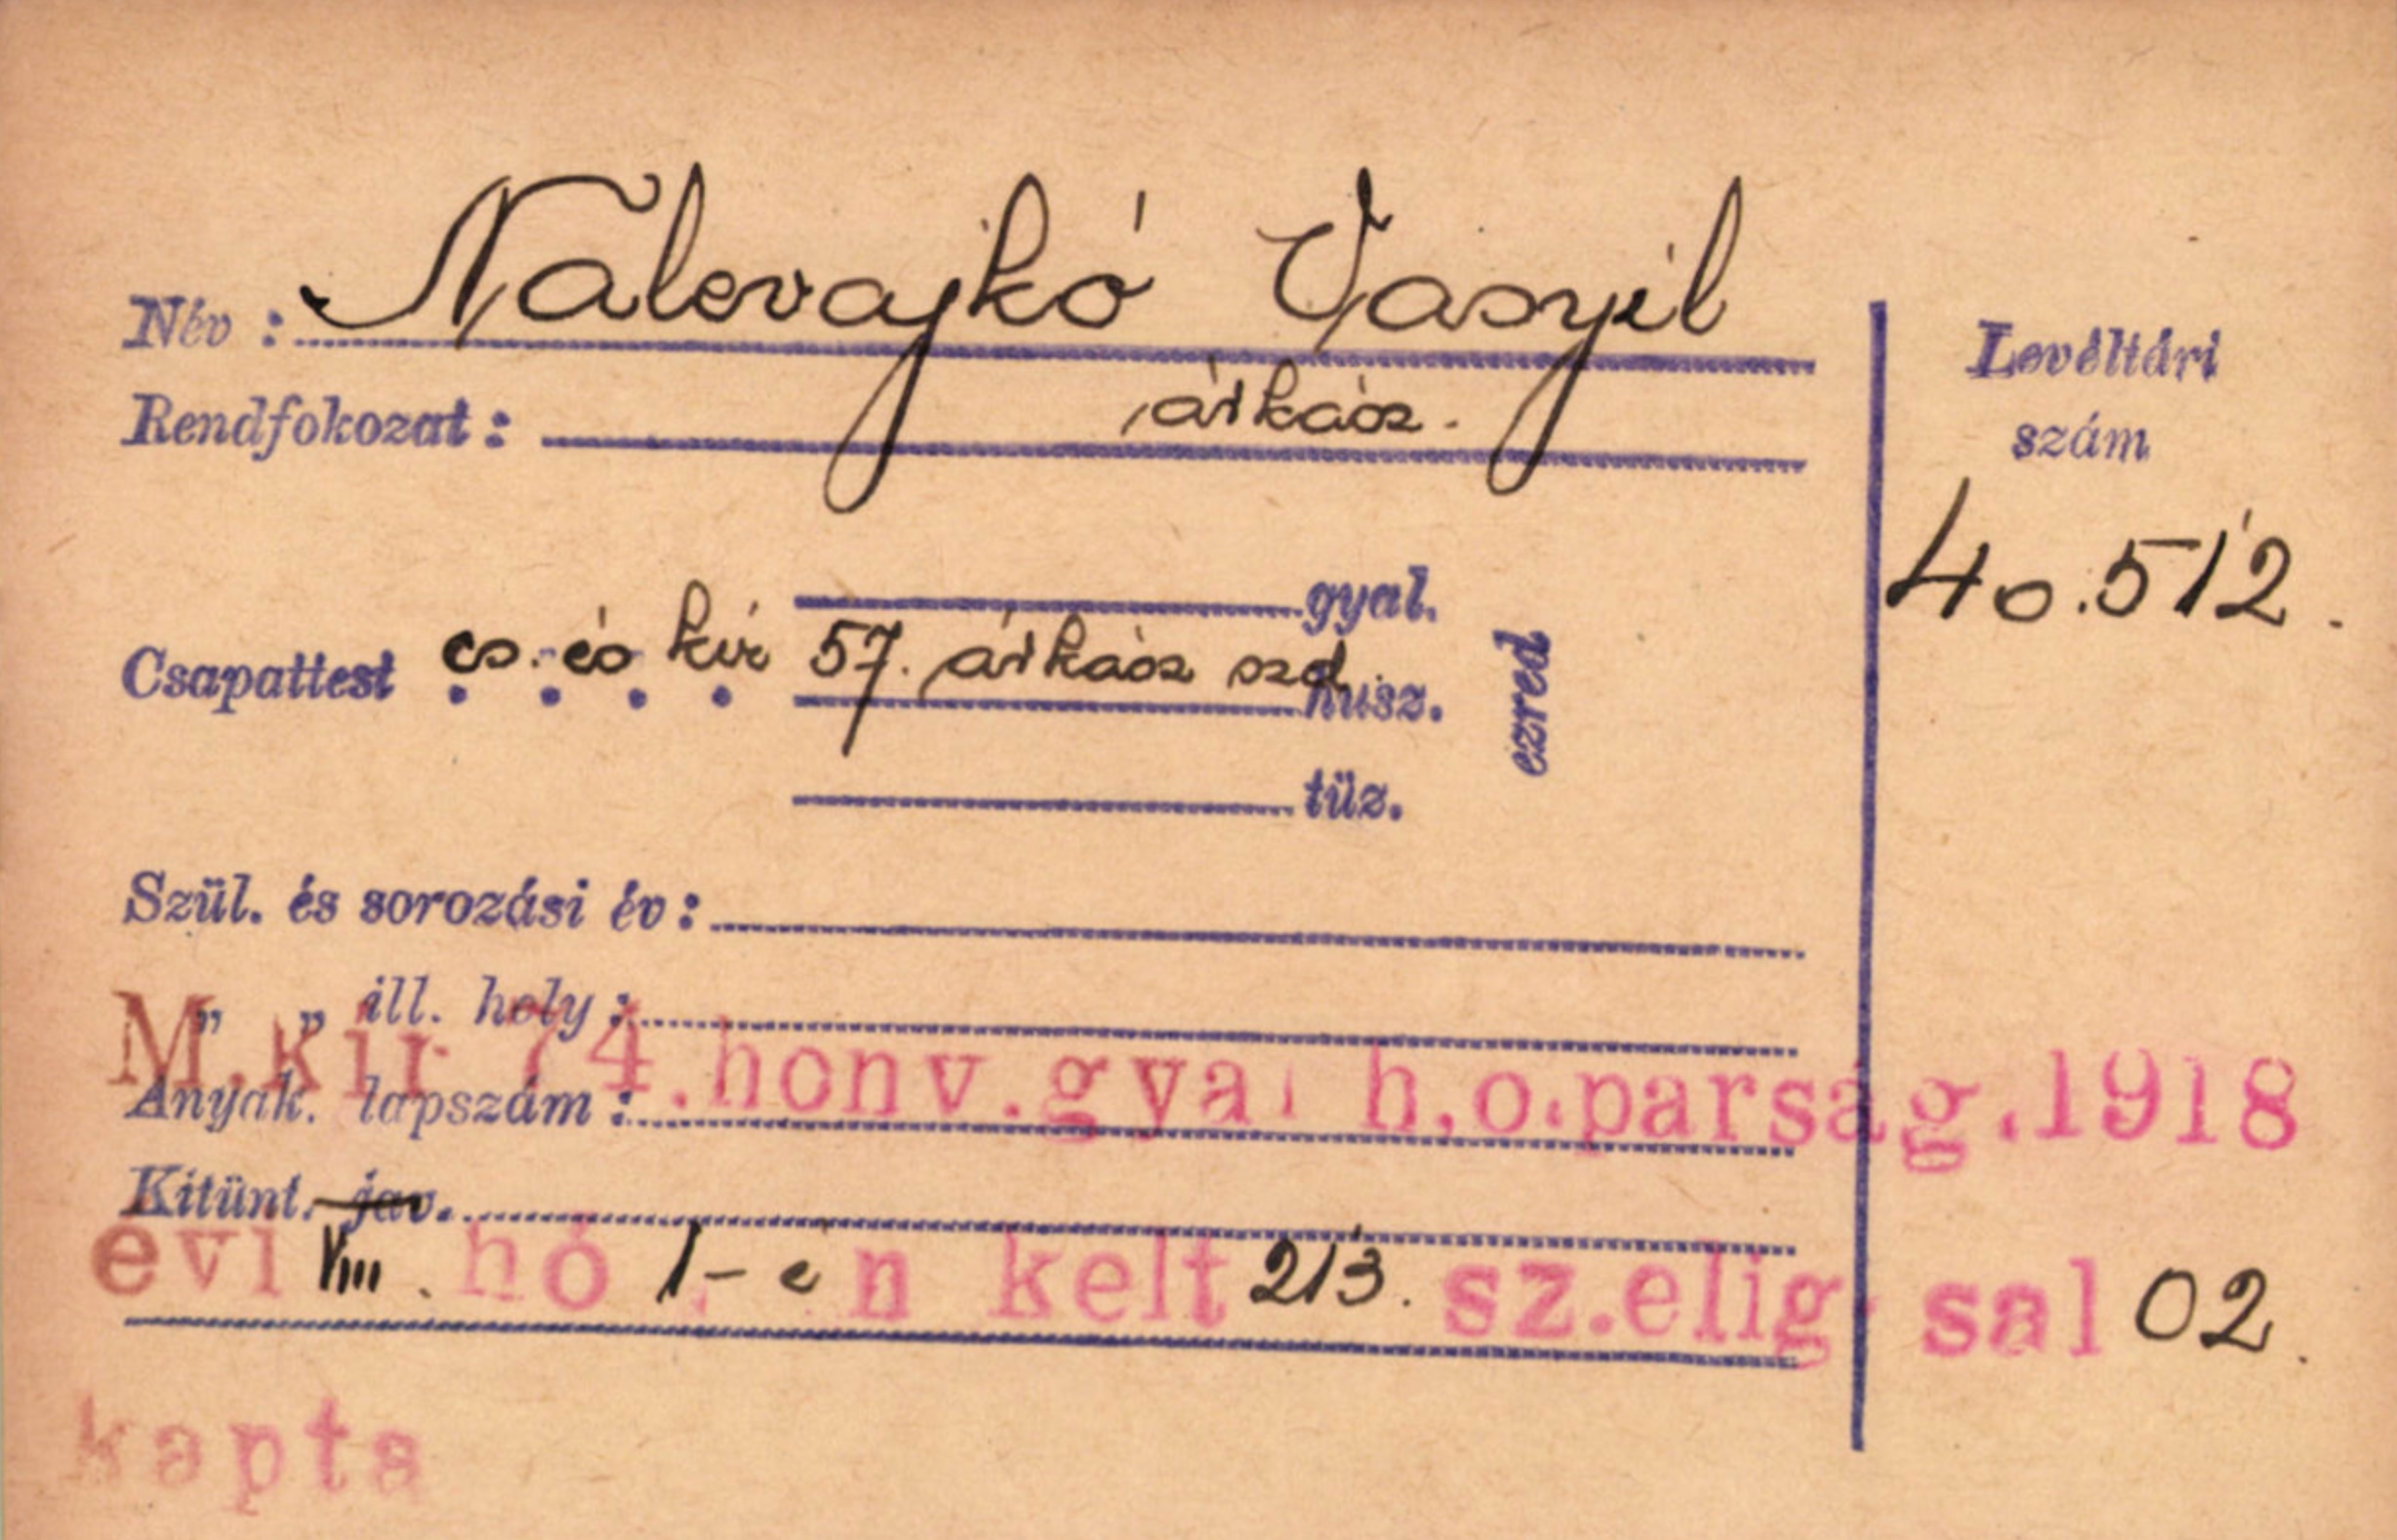 Név : Nalevajkó Vasyil
Rendfokozat : árkász.
Levéltári
szám
40.512.
gyal.
Csapattest cs. és kir 57. árkász szd.
husz.
ezred
tüz.
Szül. és sorozási év :
" " ill. hely :
M.kir 74.honv.gyal h.o.parság.1918
Anyak. lapszám :
Kitünt. jav.
évi VIII. hó 1-én kelt 213. sz.elig sal 02.
kapta